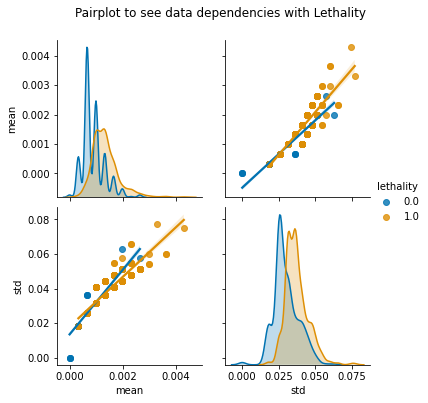 Pairplot to see data dependencies with Lethality
0.004
0.003
0.002
0.001
0.000
mean
lethality
0.0
1.0
0.08
0.06
0.04
0.02
0.00
std
0.000 0.002 0.004
mean
0.000 0.025 0.050 0.075
std